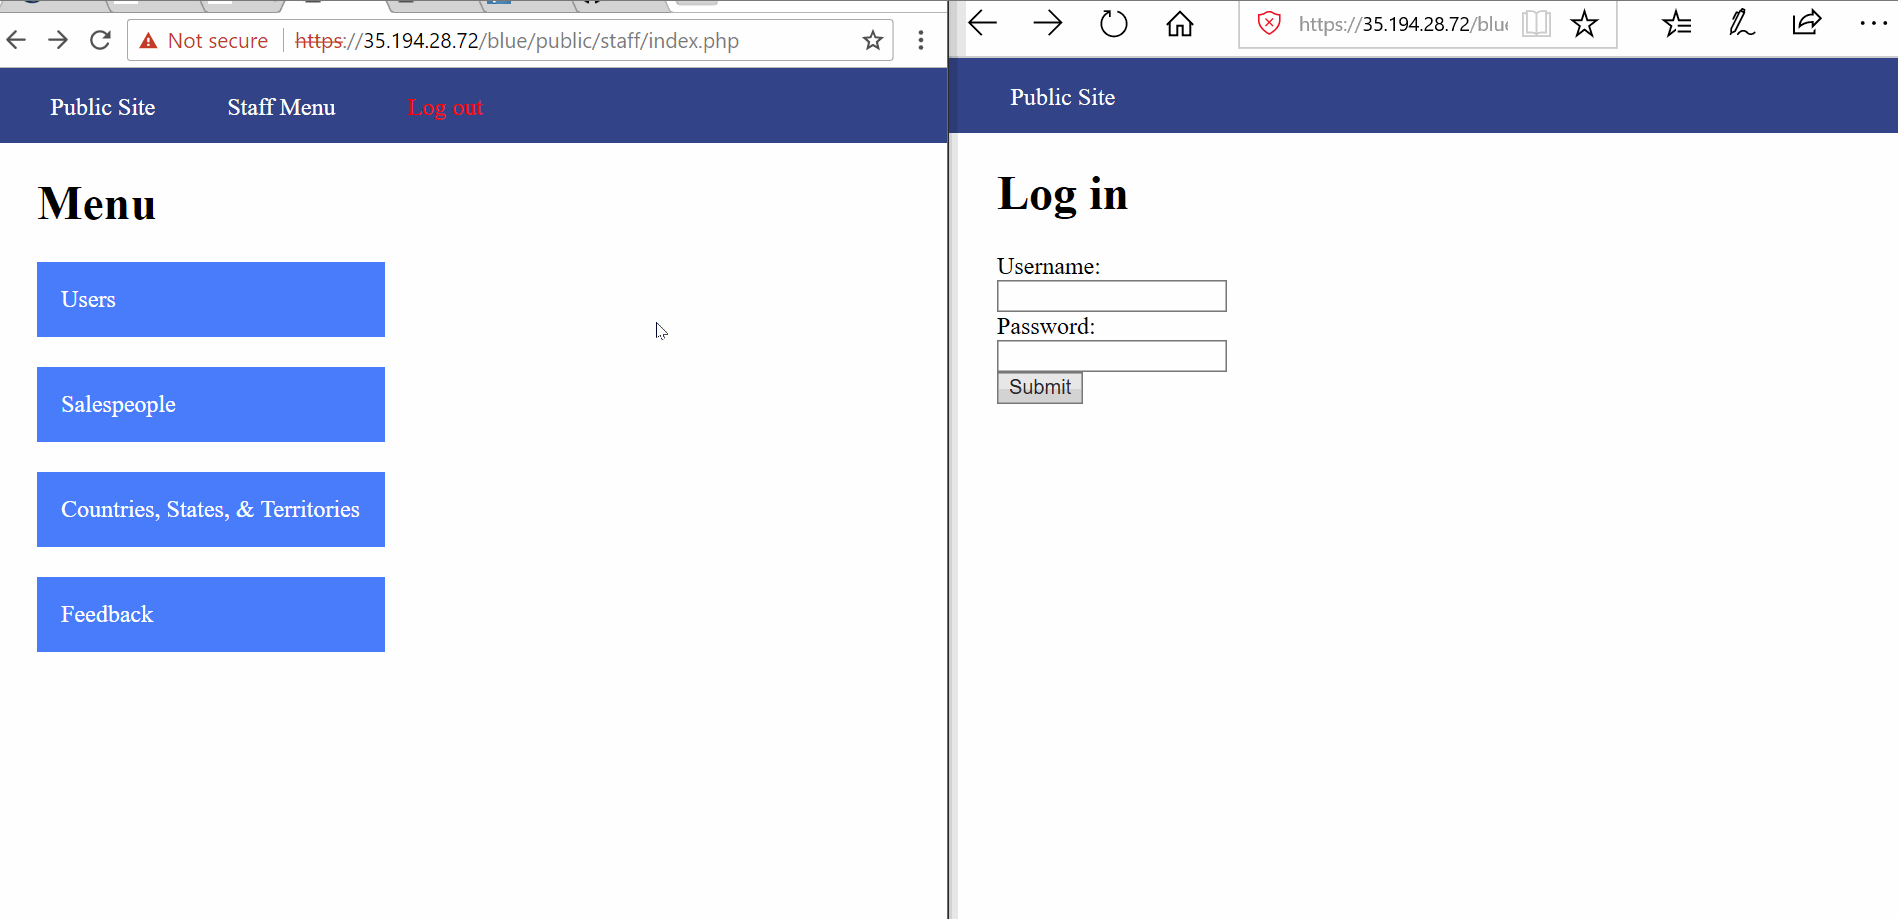 Not secure https://35.194.28.72/blue/public/staff/index.php
Public Site Staff Menu Log out
Menu
Users
Salespeople
Countries, States, & Territories
Feedback
https://35.194.28.72/blue
Public Site
Log in
Username:
Password:
Submit